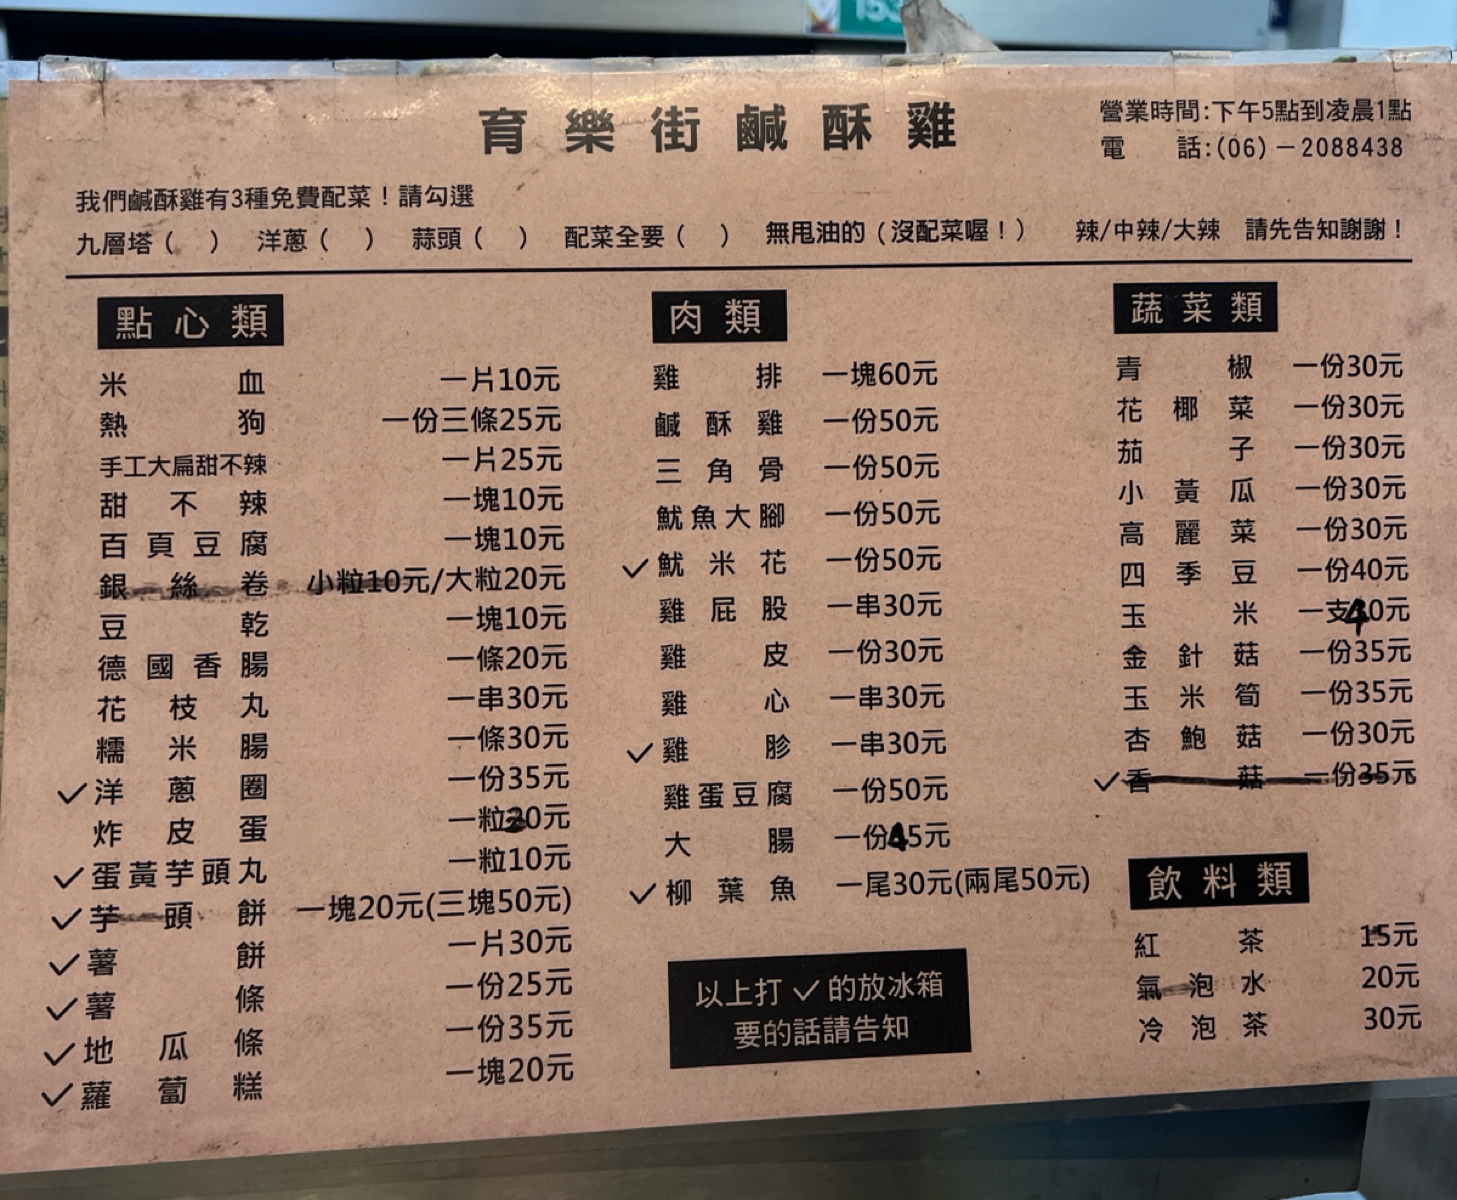 153
育樂街鹹酥雞
營業時間:下午5點到凌晨1點
電 話:(06)－2088438
我們鹹酥雞有3種免費配菜！請勾選
九層塔（ ） 洋蔥（ ） 蒜頭（ ） 配菜全要（ ） 無甩油的（沒配菜喔！） 辣/中辣/大辣 請先告知謝謝！
點心類
米血 一片10元
熱狗 一份三條25元
手工大扁甜不辣 一片25元
甜不辣 一塊10元
百頁豆腐 一塊10元
銀絲卷 小粒10元/大粒20元
豆乾 一塊10元
德國香腸 一條20元
花枝丸 一串30元
糯米腸 一條30元
✓洋蔥圈 一份35元
炸皮蛋 一粒20元
✓蛋黃芋頭丸 一粒10元
✓芋頭餅 一塊20元(三塊50元)
✓薯餅 一片30元
✓薯條 一份25元
✓地瓜條 一份35元
✓蘿蔔糕 一塊20元
肉類
雞排 一塊60元
鹹酥雞 一份50元
三角骨 一份50元
魷魚大腳 一份50元
✓魷米花 一份50元
雞屁股 一串30元
雞皮 一份30元
雞心 一串30元
✓雞胗 一串30元
雞蛋豆腐 一份50元
大腸 一份45元
✓柳葉魚 一尾30元(兩尾50元)
以上打✓的放冰箱
要的話請告知
蔬菜類
青椒 一份30元
花椰菜 一份30元
茄子 一份30元
小黃瓜 一份30元
高麗菜 一份30元
四季豆 一份40元
玉米 一支40元
金針菇 一份35元
玉米筍 一份35元
杏鮑菇 一份30元
✓香菇 一份35元
飲料類
紅茶 15元
氣泡水 20元
冷泡茶 30元